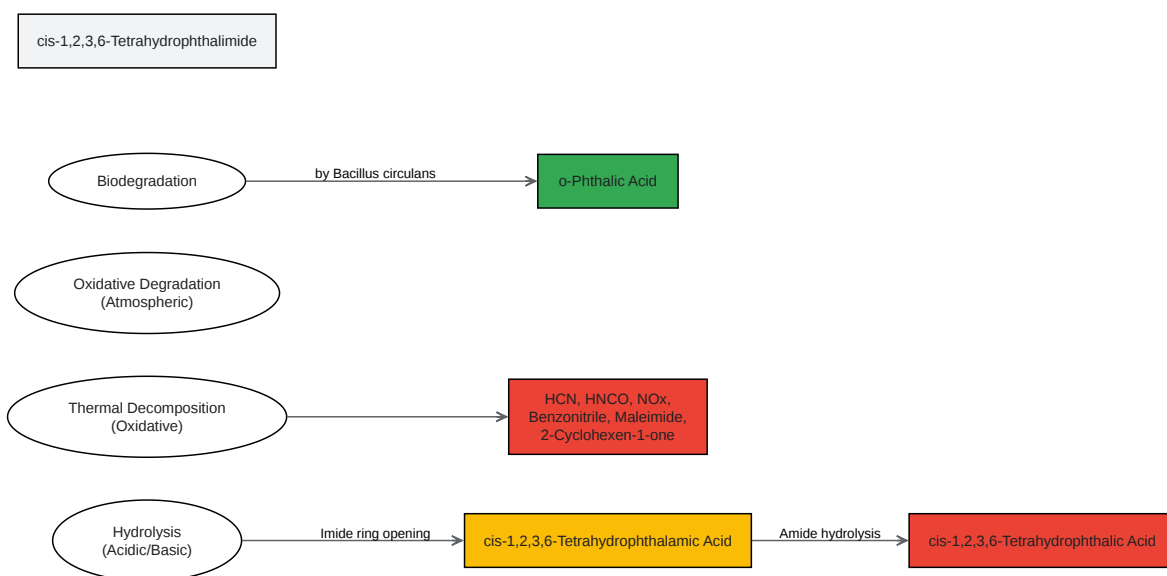 cis-1,2,3,6-Tetrahydrophthalimide
Biodegradation
by Bacillus circulans
o-Phthalic Acid
Oxidative Degradation
(Atmospheric)
Thermal Decomposition
(Oxidative)
HCN, HNCO, NOx,
Benzonitrile, Maleimide,
2-Cyclohexen-1-one
Hydrolysis
(Acidic/Basic)
Imide ring opening
cis-1,2,3,6-Tetrahydrophthalamic Acid
Amide hydrolysis
cis-1,2,3,6-Tetrahydrophthalic Acid